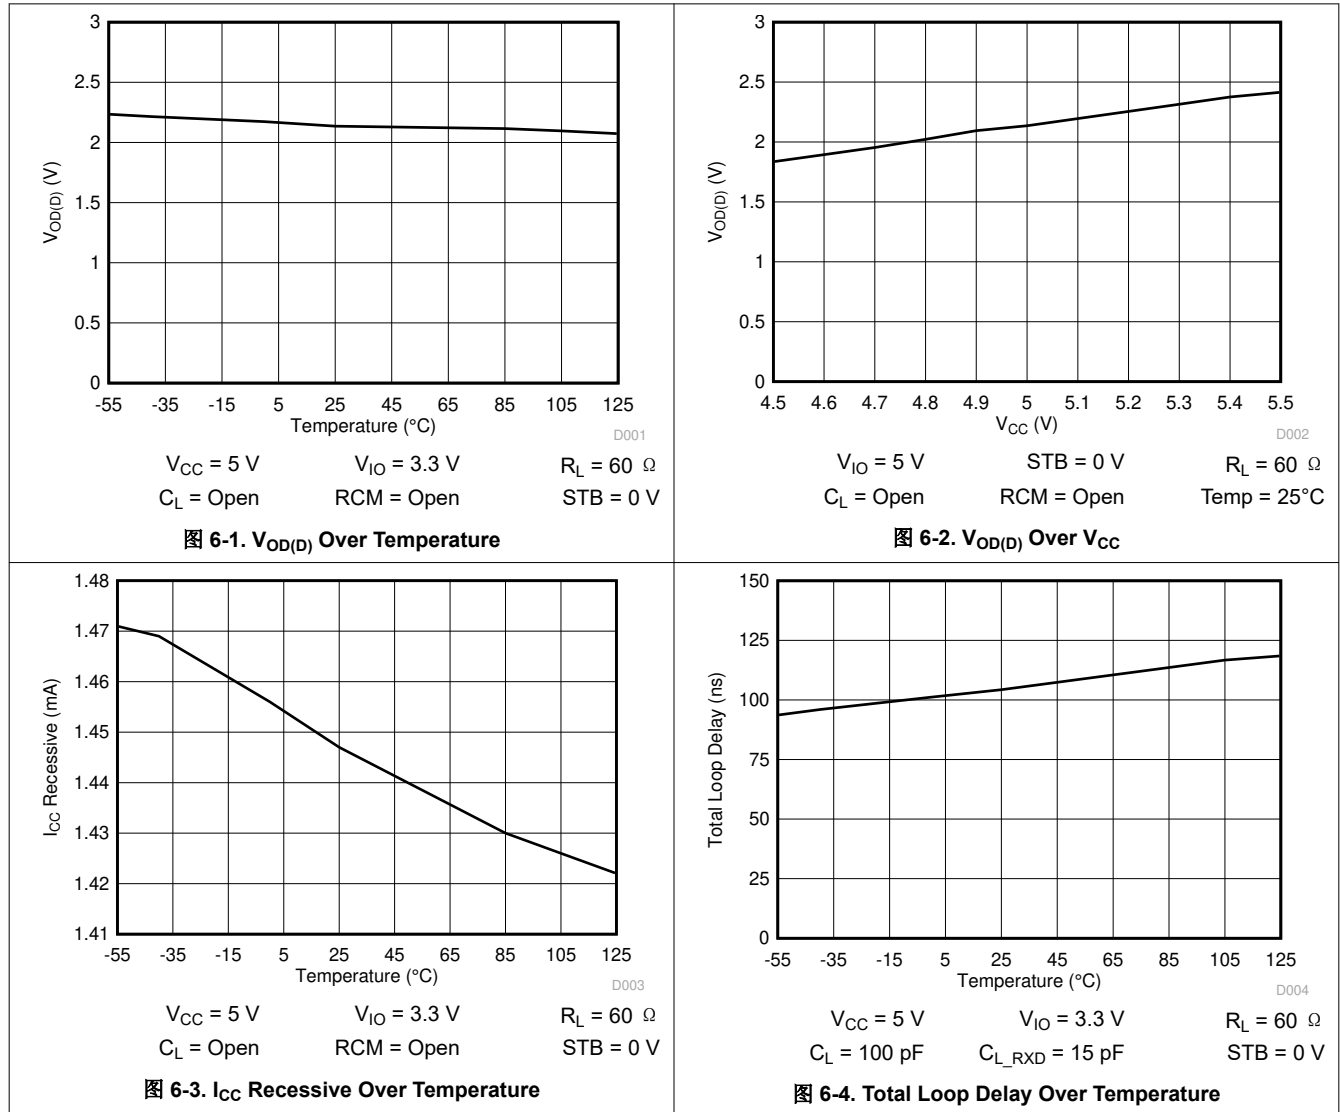 3
2.5
2
1.5
1
0.5
0
V_OD(D) (V)
-55 -35 -15 5 25 45 65 85 105 125
Temperature (°C)
D001
V_CC = 5 V V_IO = 3.3 V R_L = 60 Ω
C_L = Open RCM = Open STB = 0 V
图 6-1. V_OD(D) Over Temperature
3
2.5
2
1.5
1
0.5
0
V_OD(D) (V)
4.5 4.6 4.7 4.8 4.9 5 5.1 5.2 5.3 5.4 5.5
V_CC (V)
D002
V_IO = 5 V STB = 0 V R_L = 60 Ω
C_L = Open RCM = Open Temp = 25°C
图 6-2. V_OD(D) Over V_CC
1.48
1.47
1.46
1.45
1.44
1.43
1.42
1.41
I_CC Recessive (mA)
-55 -35 -15 5 25 45 65 85 105 125
Temperature (°C)
D003
V_CC = 5 V V_IO = 3.3 V R_L = 60 Ω
C_L = Open RCM = Open STB = 0 V
图 6-3. I_CC Recessive Over Temperature
150
125
100
75
50
25
0
Total Loop Delay (ns)
-55 -35 -15 5 25 45 65 85 105 125
Temperature (°C)
D004
V_CC = 5 V V_IO = 3.3 V R_L = 60 Ω
C_L = 100 pF C_L_RXD = 15 pF STB = 0 V
图 6-4. Total Loop Delay Over Temperature